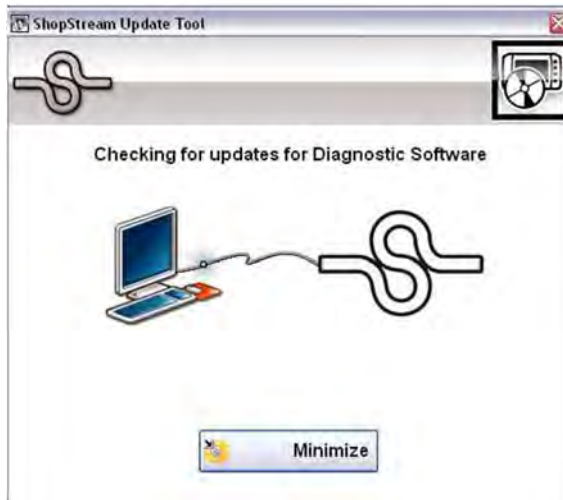 ShopStream Update Tool
Checking for updates for Diagnostic Software
Minimize